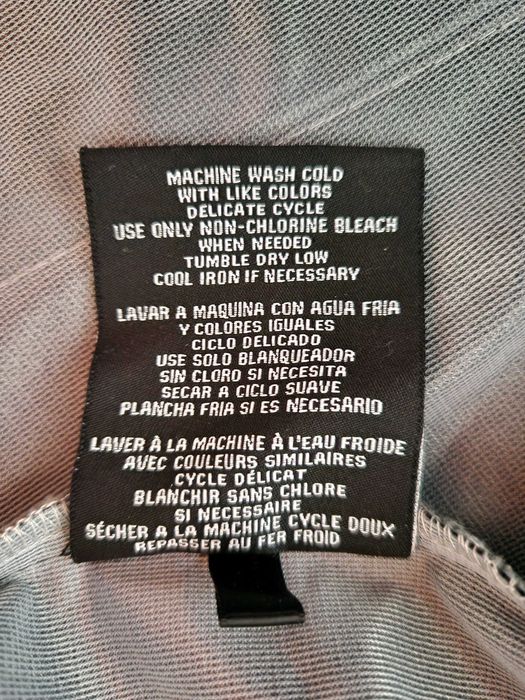 MACHINE WASH COLD
WITH LIKE COLORS
DELICATE CYCLE
USE ONLY NON-CHLORINE BLEACH
WHEN NEEDED
TUMBLE DRY LOW
COOL IRON IF NECESSARY
LAVAR A MAQUINA CON AGUA FRIA
Y COLORES IGUALES
CICLO DELICADO
USE SOLO BLANQUEADOR
SIN CLORO SI NECESITA
SECAR A CICLO SUAVE
PLANCHA FRIA SI ES NECESARIO
LAVER À LA MACHINE À L'EAU FROIDE
AVEC COULEURS SIMILAIRES
CYCLE DÉLICAT
BLANCHIR SANS CHLORE
SI NECESSAIRE
SÉCHER A LA MACHINE CYCLE DOUX
REPASSER AU FER FROID